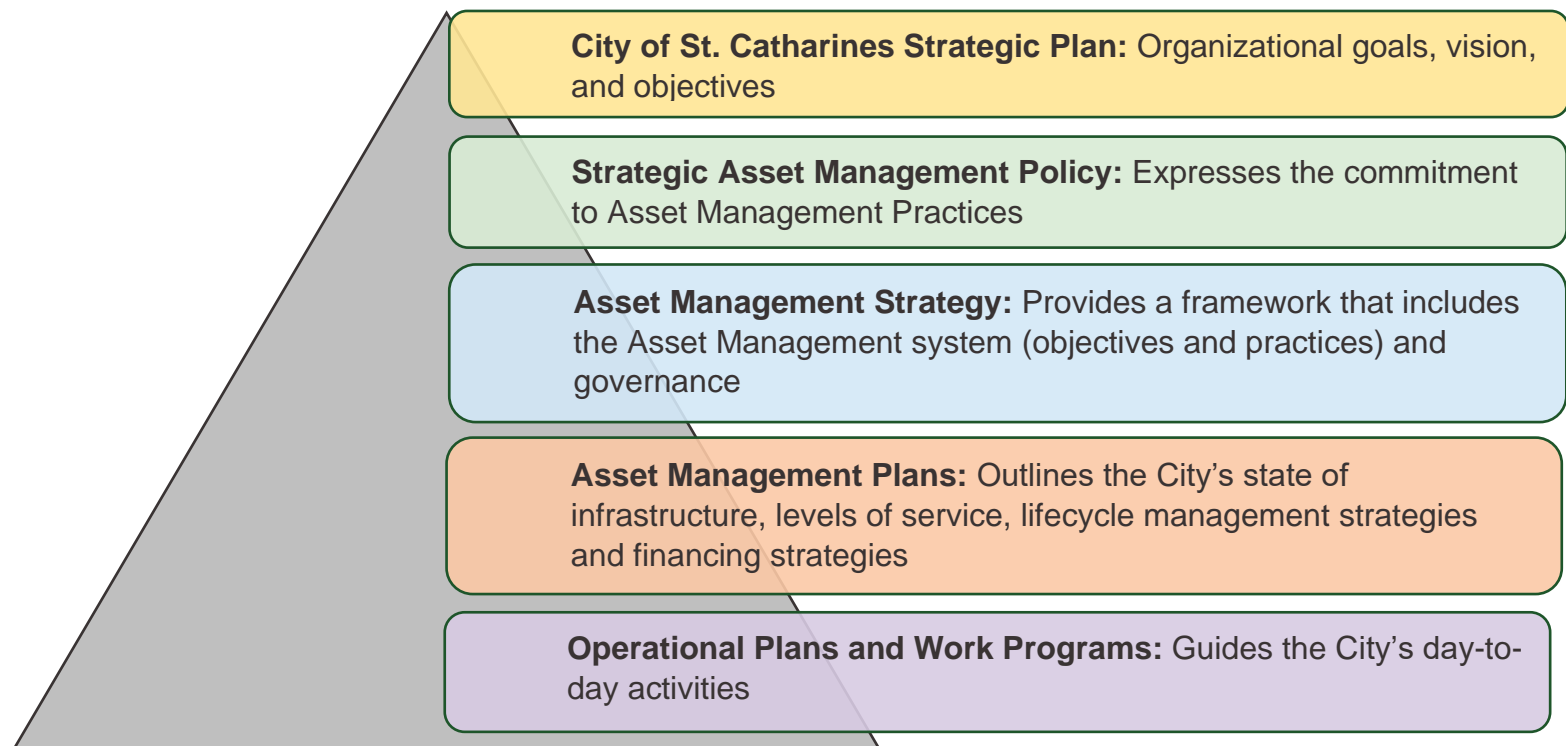 City of St. Catharines Strategic Plan: Organizational goals, vision,
and objectives
Strategic Asset Management Policy: Expresses the commitment
to Asset Management Practices
Asset Management Strategy: Provides a framework that includes
the Asset Management system (objectives and practices) and
governance
Asset Management Plans: Outlines the City’s state of
infrastructure, levels of service, lifecycle management strategies
and financing strategies
Operational Plans and Work Programs: Guides the City’s day-to-
day activities